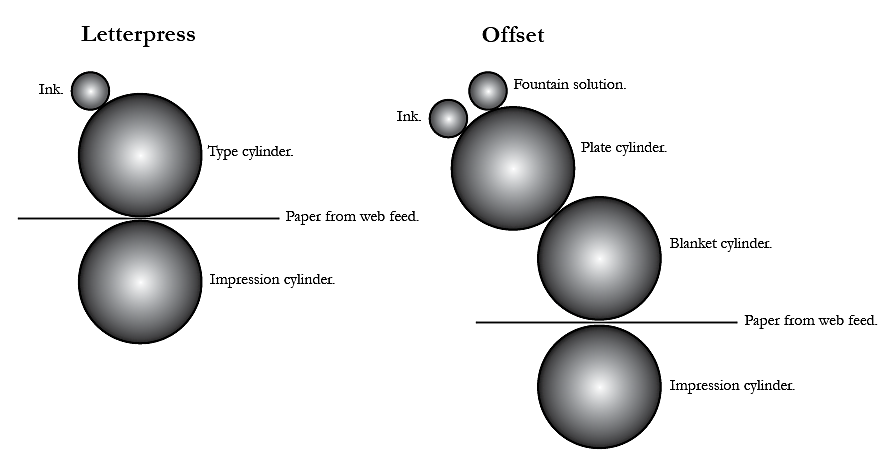 Letterpress
Ink.
Type cylinder.
Paper from web feed.
Impression cylinder.
Offset
Fountain solution.
Ink.
Plate cylinder.
Blanket cylinder.
Paper from web feed.
Impression cylinder.